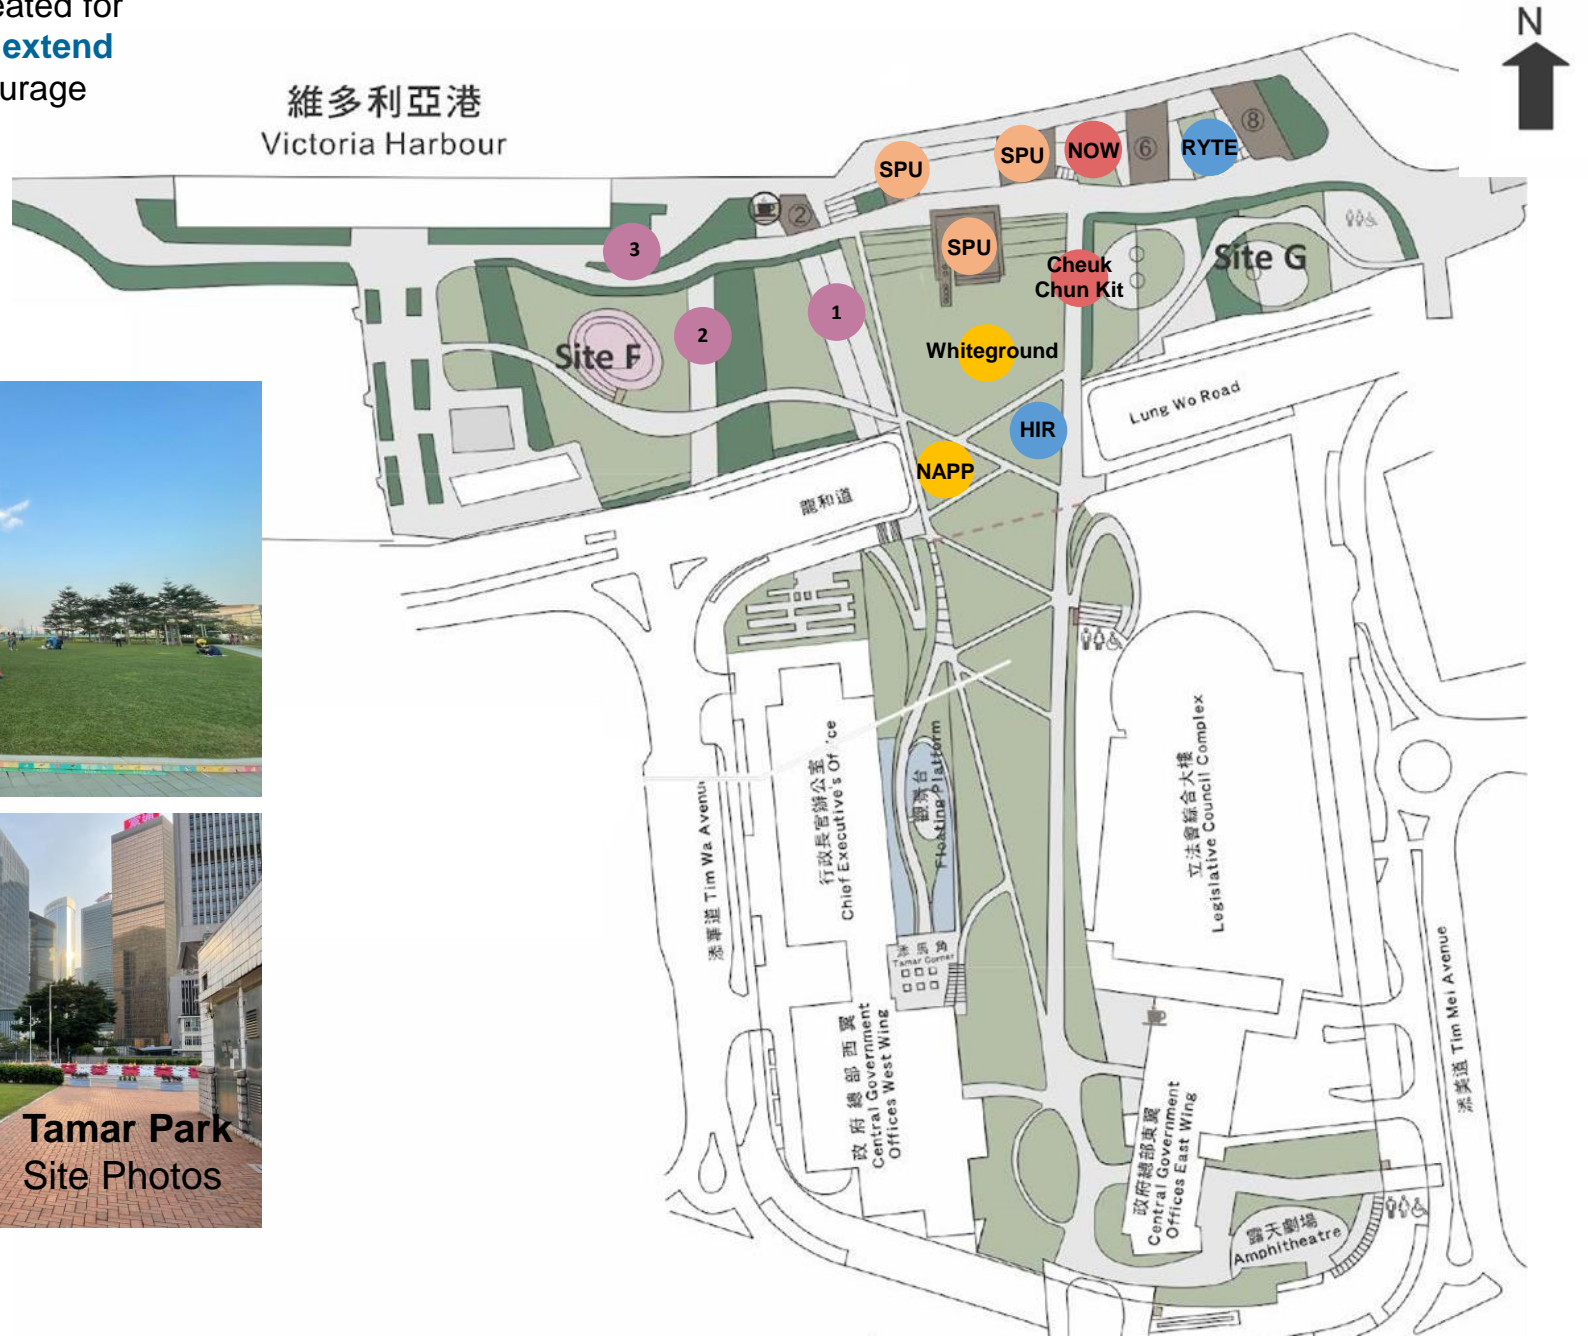 eated for
extend
urage
N
維多利亞港
Victoria Harbour
SPU
SPU
NOW
⑥
RYTE
⑧
②
3
SPU
Cheuk
Chun Kit
Site G
1
2
Site F
Whiteground
HIR
NAPP
Lung Wo Road
龍和道
行政長官辦公室
Chief Executive's Of 'ce
觀景台
Floating Platform
立法會綜合大樓
Legislative Council Complex
添華道 Tim Wa Avenu
添馬角
Tamar Corner
政府總部西翼
Central Government
Offices West Wing
政府總部東翼
Central Government
Offices East Wing
添美道 Tim Mei Avenue
露天劇場
Amphitheatre
Tamar Park
Site Photos